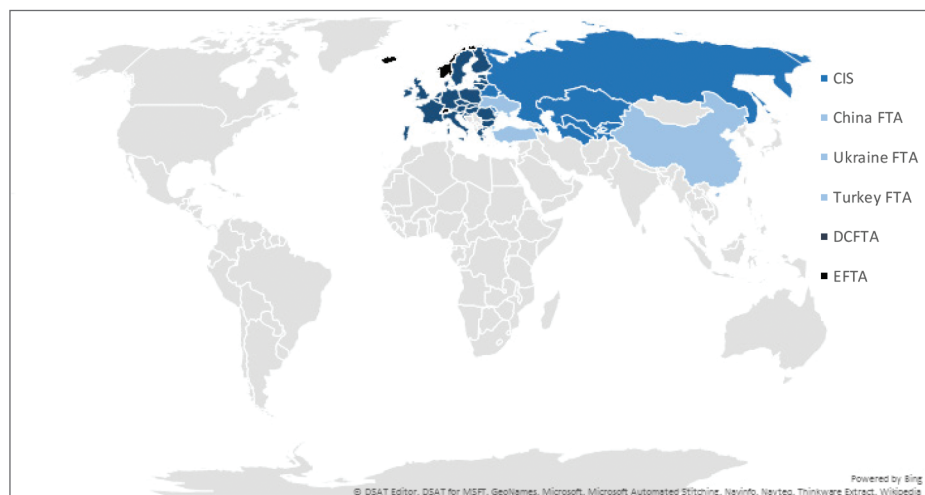 CIS
China FTA
Ukraine FTA
Turkey FTA
DCFTA
EFTA
Powered by Bing
© DSAT Editor, DSAT for MSFT, GeoNames, Microsoft, Microsoft Automated Stitching, Navinfo, Navteq, Thinkware Extract, Wikipedia